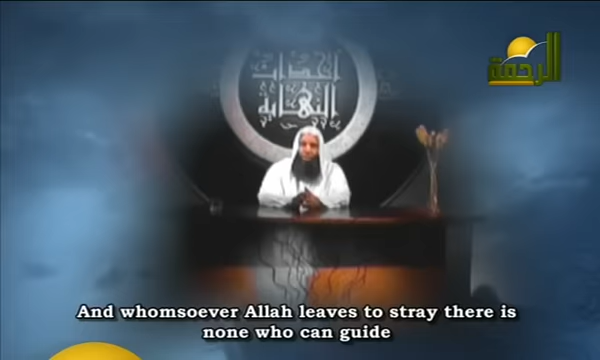 الرحمة
أحداث
النهاية
And whomsoever Allah leaves to stray there is
none who can guide